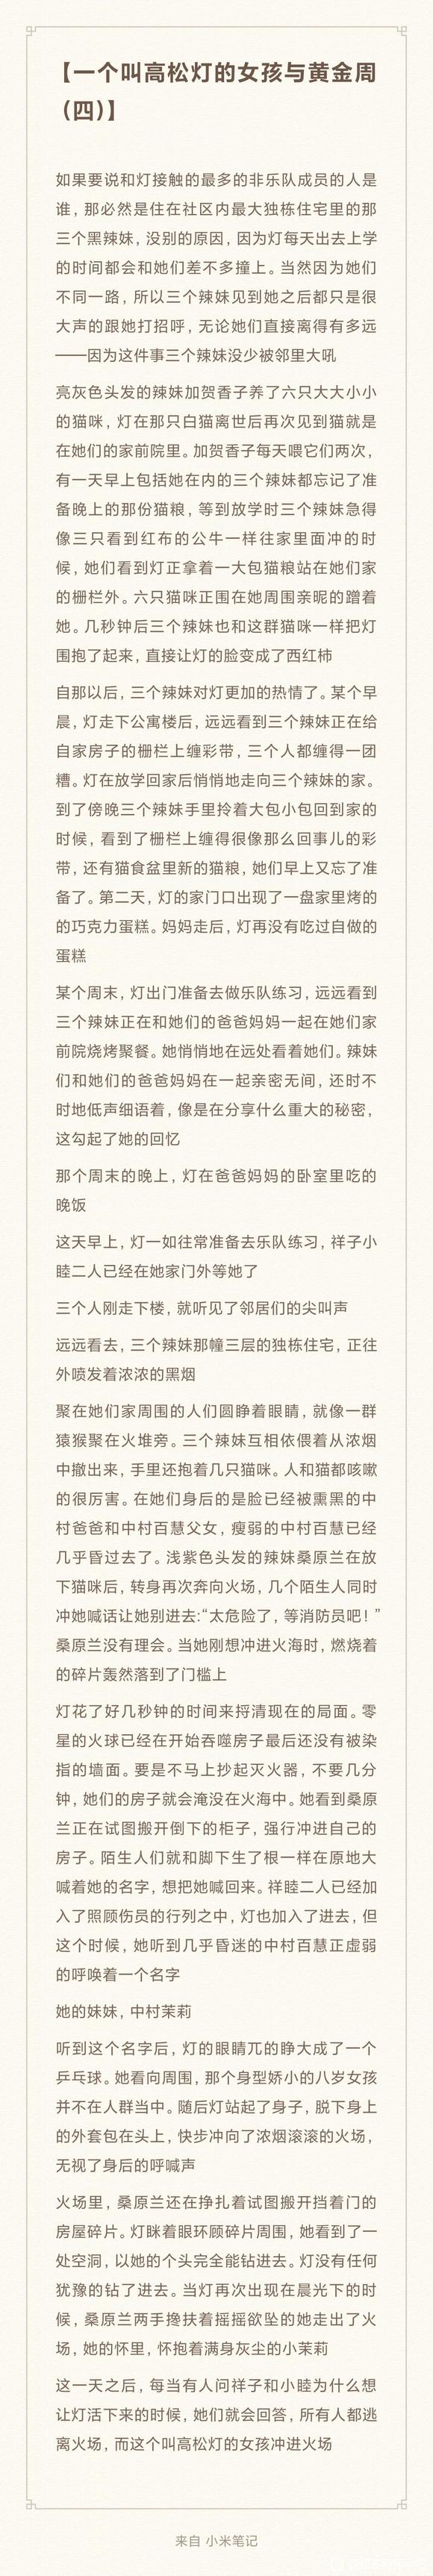 【一个叫高松灯的女孩与黄金周
（四）】
如果要说和灯接触的最多的非乐队成员的人是
谁，那必然是住在社区内最大独栋住宅里的那
三个黑辣妹，没别的原因，因为灯每天出去上学
的时间都会和她们差不多撞上。当然因为她们
不同一路，所以三个辣妹见到她之后都只是很
大声的跟她打招呼，无论她们直接离得有多远
——因为这件事三个辣妹没少被邻里大吼
亮灰色头发的辣妹加贺香子养了六只大大小小
的猫咪，灯在那只白猫离世后再次见到猫就是
在她们的家前院里。加贺香子每天喂它们两次，
有一天早上包括她在内的三个辣妹都忘记了准
备晚上的那份猫粮，等到放学时三个辣妹急得
像三只看到红布的公牛一样往家里面冲的时
候，她们看到灯正拿着一大包猫粮站在她们家
的栅栏外。六只猫咪正围在她周围亲昵的蹭着
她。几秒钟后三个辣妹也和这群猫咪一样把灯
围抱了起来，直接让灯的脸变成了西红柿
自那以后，三个辣妹对灯更加的热情了。某个早
晨，灯走下公寓楼后，远远看到三个辣妹正在给
自家房子的栅栏上缠彩带，三个人都缠得一团
糟。灯在放学回家后悄悄地走向三个辣妹的家。
到了傍晚三个辣妹手里拎着大包小包回到家的
时候，看到了栅栏上缠得很像那么回事儿的彩
带，还有猫食盆里新的猫粮，她们早上又忘了准
备了。第二天，灯的家门口出现了一盘家里烤的
的巧克力蛋糕。妈妈走后，灯再没有吃过自做的
蛋糕
某个周末，灯出门准备去做乐队练习，远远看到
三个辣妹正在和她们的爸爸妈妈一起在她们家
前院烧烤聚餐。她悄悄地在远处看着她们。辣妹
们和她们的爸爸妈妈在一起亲密无间，还时不
时地低声细语着，像是在分享什么重大的秘密，
这勾起了她的回忆
那个周末的晚上，灯在爸爸妈妈的卧室里吃的
晚饭
这天早上，灯一如往常准备去乐队练习，祥子小
睦二人已经在她家门外等她了
三个人刚走下楼，就听见了邻居们的尖叫声
远远看去，三个辣妹那幢三层的独栋住宅，正往
外喷发着浓浓的黑烟
聚在她们家周围的人们圆睁着眼睛，就像一群
猿猴聚在火堆旁。三个辣妹互相依偎着从浓烟
中撤出来，手里还抱着几只猫咪。人和猫都咳嗽
的很厉害。在她们身后的是脸已经被熏黑的中
村爸爸和中村百慧父女，瘦弱的中村百慧已经
几乎昏过去了。浅紫色头发的辣妹桑原兰在放
下猫咪后，转身再次奔向火场，几个陌生人同时
冲她喊话让她别进去:“太危险了，等消防员吧！”
桑原兰没有理会。当她刚想冲进火海时，燃烧着
的碎片轰然落到了门槛上
灯花了好几秒钟的时间来捋清现在的局面。零
星的火球已经在开始吞噬房子最后还没有被染
指的墙面。要是不马上抄起灭火器，不要几分
钟，她们的房子就会淹没在火海中。她看到桑原
兰正在试图搬开倒下的柜子，强行冲进自己的
房子。陌生人们就和脚下生了根一样在原地大
喊着她的名字，想把她喊回来。祥睦二人已经加
入了照顾伤员的行列之中，灯也加入了进去，但
这个时候，她听到几乎昏迷的中村百慧正虚弱
的呼唤着一个名字
她的妹妹，中村茉莉
听到这个名字后，灯的眼睛兀的睁大成了一个
乒乓球。她看向周围，那个身型娇小的八岁女孩
并不在人群当中。随后灯站起了身子，脱下身上
的外套包在头上，快步冲向了浓烟滚滚的火场，
无视了身后的呼喊声
火场里，桑原兰还在挣扎着试图搬开挡着门的
房屋碎片。灯眯着眼环顾碎片周围，她看到了一
处空洞，以她的个头完全能钻进去。灯没有任何
犹豫的钻了进去。当灯再次出现在晨光下的时
候，桑原兰两手搀扶着摇摇欲坠的她走出了火
场，她的怀里，怀抱着满身灰尘的小茉莉
这一天之后，每当有人问祥子和小睦为什么想
让灯活下来的时候，她们就会回答，所有人都逃
离火场，而这个叫高松灯的女孩冲进火场
来自 小米笔记